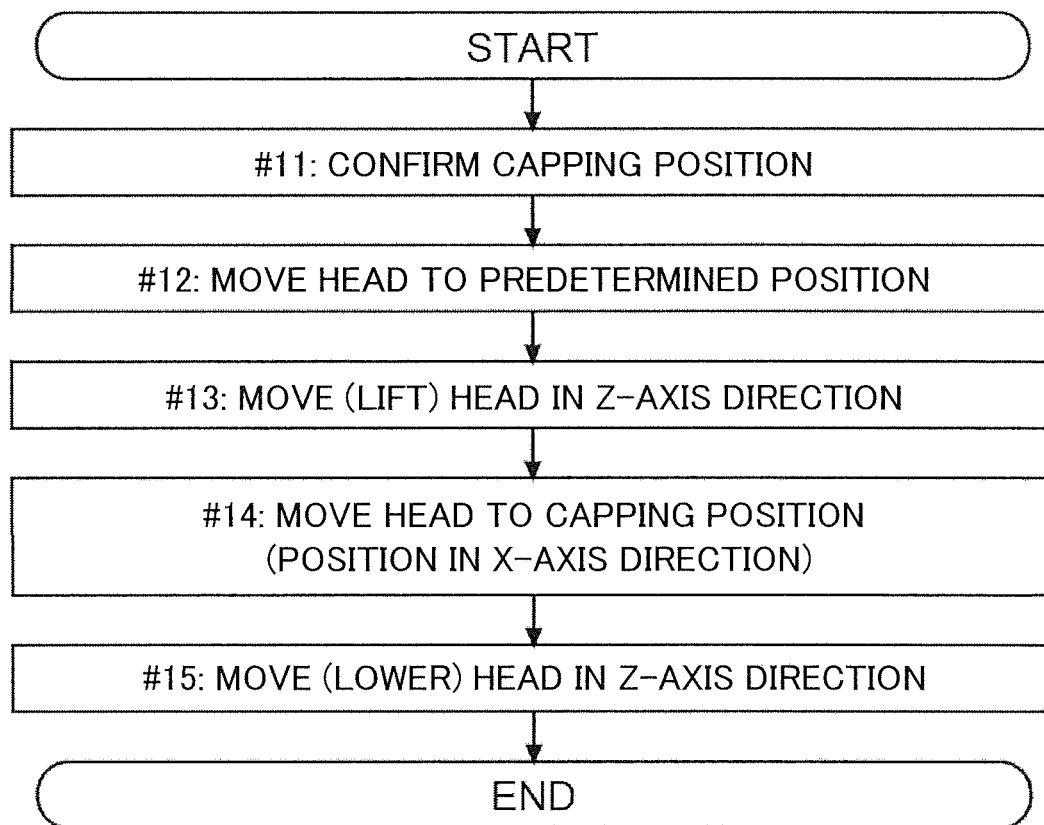 START
#11: CONFIRM CAPPING POSITION
#12: MOVE HEAD TO PREDETERMINED POSITION
#13: MOVE (LIFT) HEAD IN Z-AXIS DIRECTION
#14: MOVE HEAD TO CAPPING POSITION
(POSITION IN X-AXIS DIRECTION)
#15: MOVE (LOWER) HEAD IN Z-AXIS DIRECTION
END